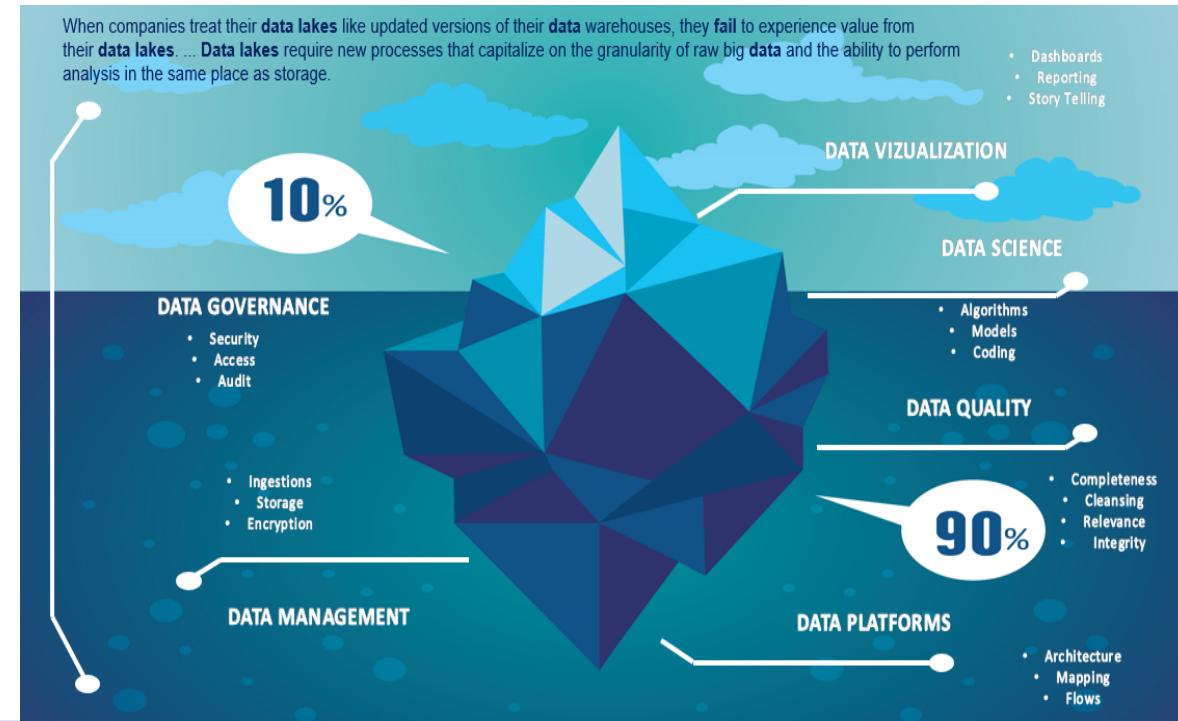 When companies treat their data lakes like updated versions of their data warehouses, they fail to experience value from
their data lakes. ... Data lakes require new processes that capitalize on the granularity of raw big data and the ability to perform
analysis in the same place as storage.
• Dashboards
• Reporting
• Story Telling
DATA VIZUALIZATION
10%
DATA SCIENCE
• Algorithms
• Models
• Coding
DATA GOVERNANCE
• Security
• Access
• Audit
DATA QUALITY
• Completeness
• Cleansing
• Relevance
• Integrity
90%
• Ingestions
• Storage
• Encryption
DATA MANAGEMENT
DATA PLATFORMS
• Architecture
• Mapping
• Flows